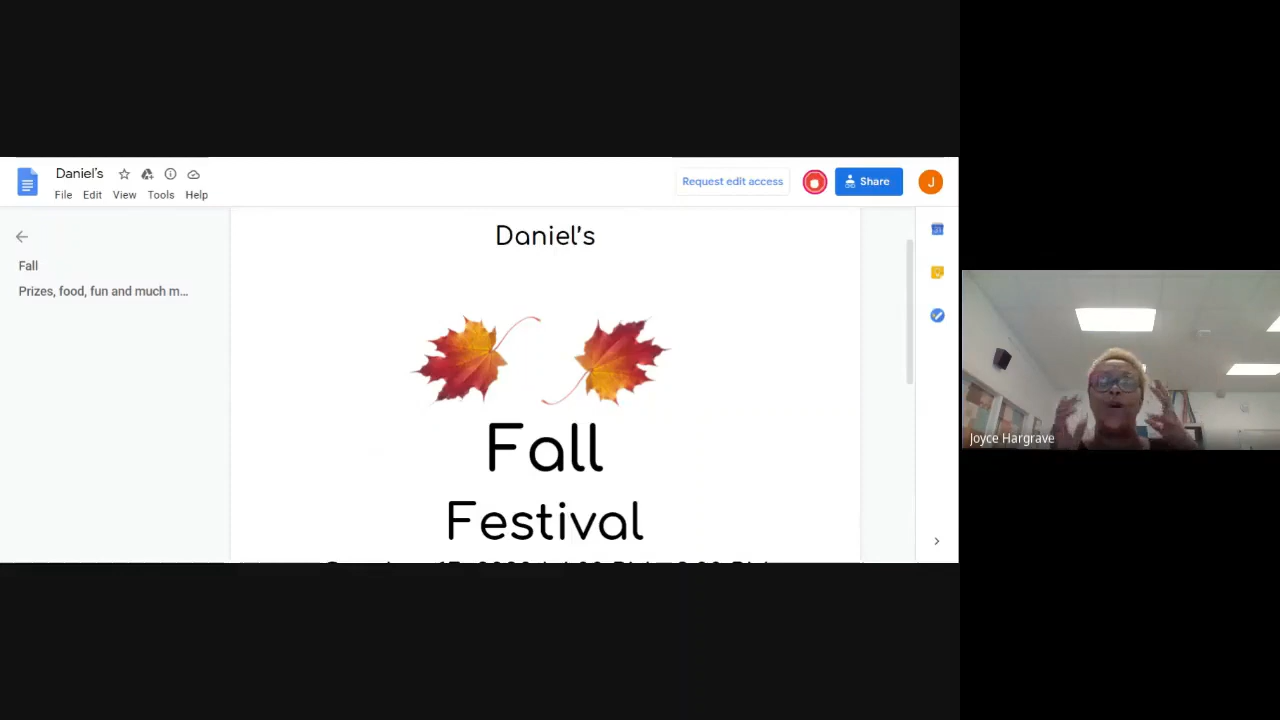 Daniel's
File Edit View Tools Help
Request edit access
Share
J
Fall
Prizes, food, fun and much m...
Daniel's
Fall
Festival
Joyce Hargrave